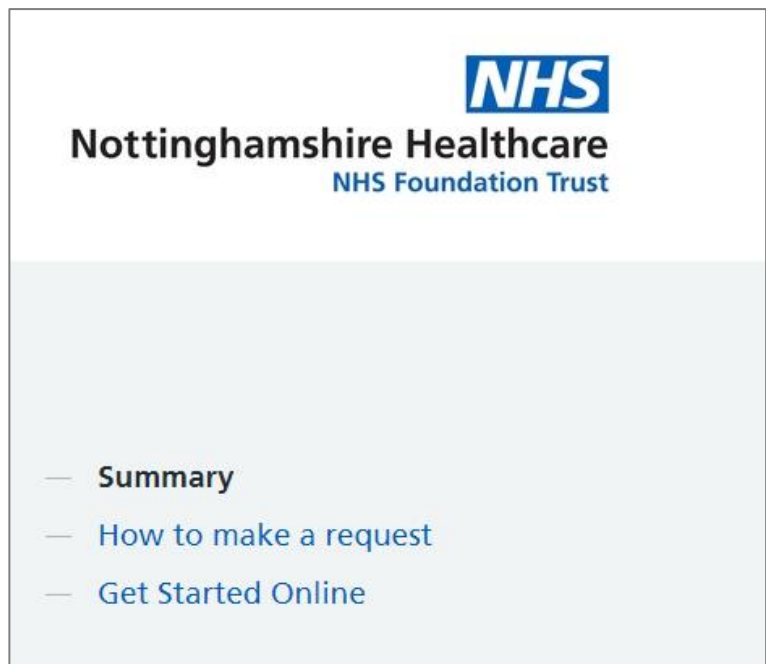 NHS
Nottinghamshire Healthcare
NHS Foundation Trust
— Summary
— How to make a request
— Get Started Online